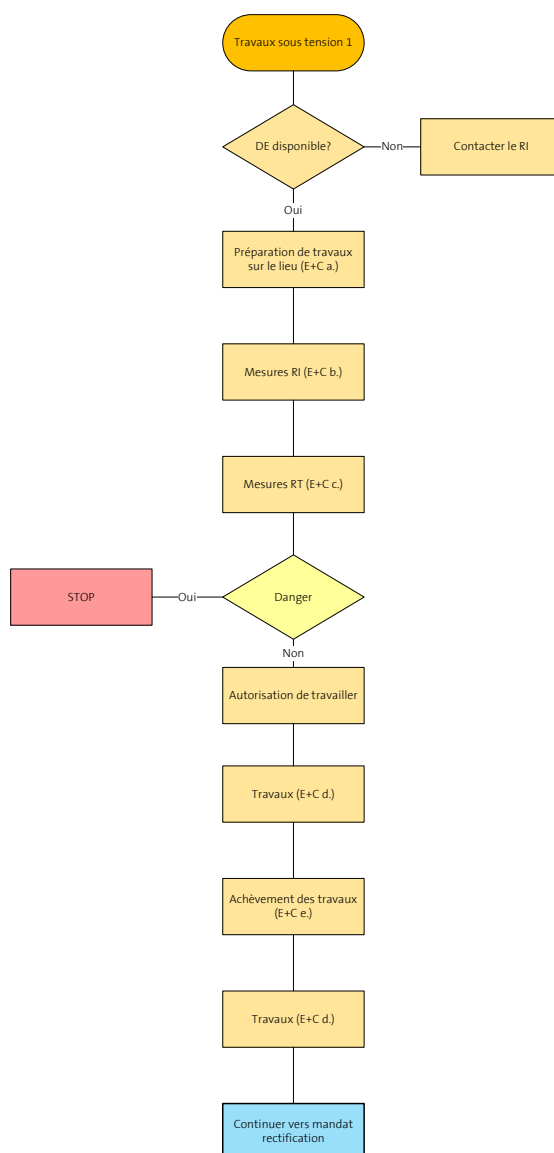 Travaux sous tension 1
DE disponible?
Non
Contacter le RI
Oui
Préparation de travaux
sur le lieu (E+C a.)
Mesures RI (E+C b.)
Mesures RT (E+C c.)
STOP
Oui
Danger
Non
Autorisation de travailler
Travaux (E+C d.)
Achèvement des travaux
(E+C e.)
Travaux (E+C d.)
Continuer vers mandat
rectification